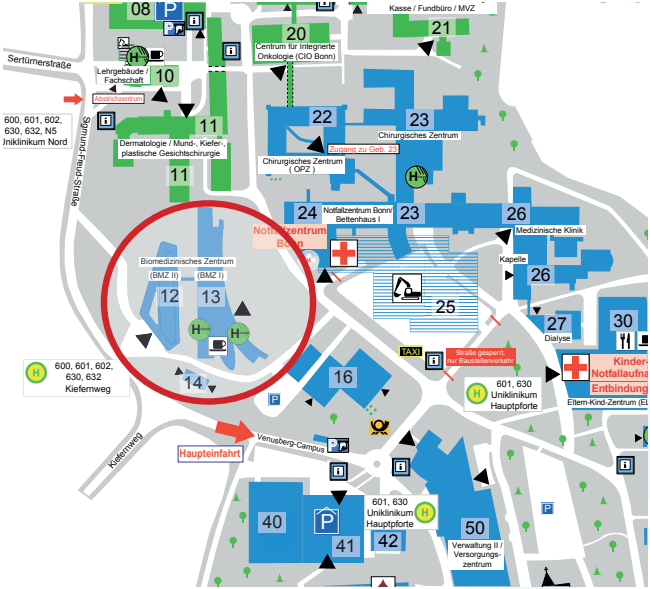 Kasse / Fundbüro / MVZ
08
P
i
20
21
Sertürnerstraße
i
Centrum für Integrierte
Onkologie (CIO Bonn)
H
Lehrgebäude /
Fachschaft
10
Abstrichzentrum
600, 601, 602,
630, 632, N5
Uniklinikum Nord
i
Sigmund-Freud-Straße
11
Dermatologie / Mund-, Kiefer-,
plastische Gesichtschirurgie
11
22
23
Chirurgisches Zentrum
Zugang zu Geb. 23
Chirurgisches Zentrum
( OPZ )
H
24
Notfallzentrum Bonn/
Bettenhaus I
23
26
Medizinische Klinik
Notfallzentrum
Bonn
Kapelle
26
Biomedizinisches Zentrum
(BMZ II)
(BMZ I)
12
13
25
27
Dialyse
30
H
H
TAXI
i
Straße gesperrt,
nur Baustellenverkehr
Kinder-
Notfallaufna
Entbindung
Eltern-Kind-Zentrum (EL
H
600, 601, 602,
630, 632
Kiefernweg
14
16
P
H
601, 630
Uniklinikum
Hauptpforte
Kiefernweg
Haupteinfahrt
Venusberg-Campus
P
i
i
i
40
P
41
601, 630
Uniklinikum
Hauptpforte
H
42
50
Verwaltung II /
Versorgungs-
zentrum
P